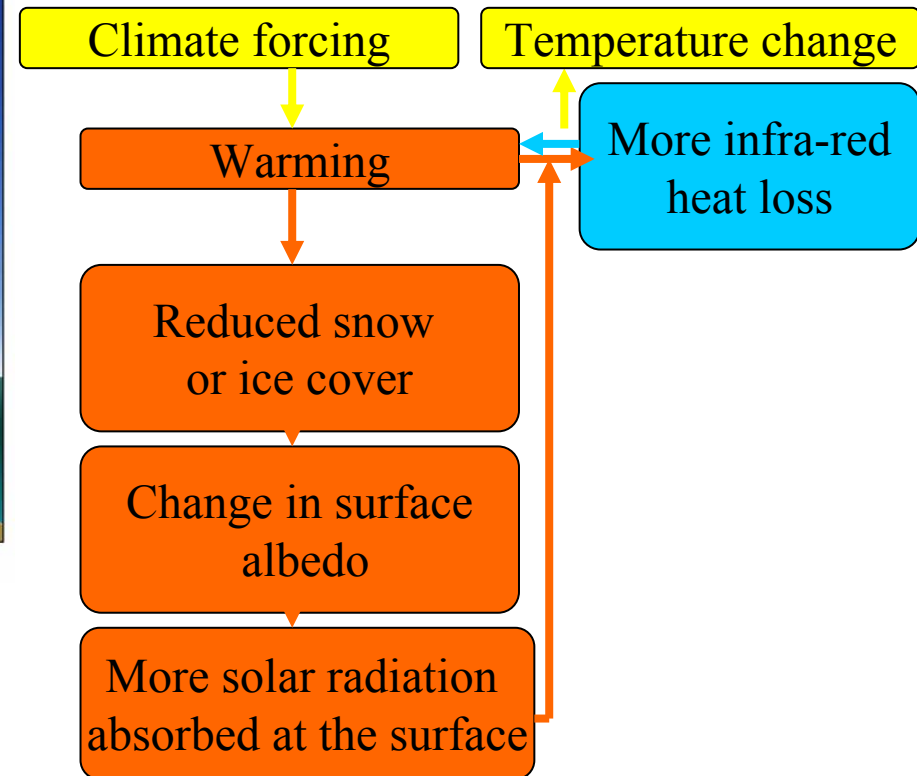 Climate forcing
Temperature change
Warming
More infra-red
heat loss
Reduced snow
or ice cover
Change in surface
albedo
More solar radiation
absorbed at the surface